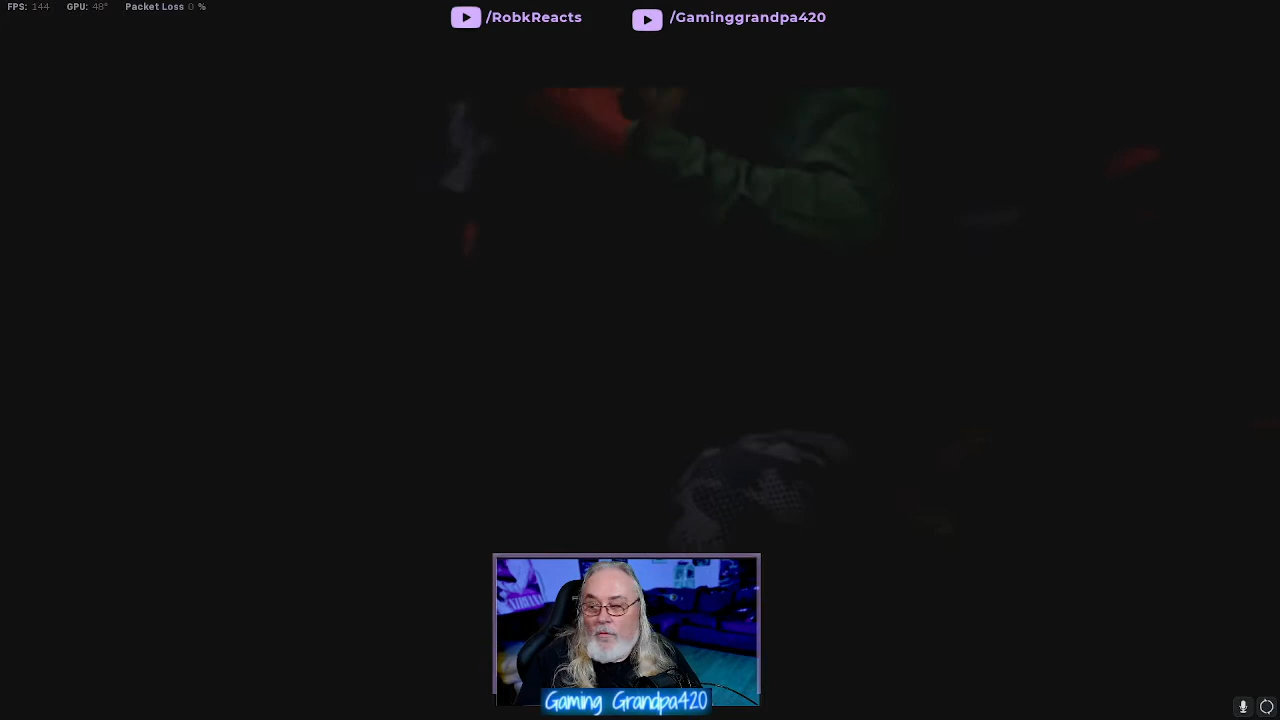 FPS: 144 GPU: 48° Packet Loss 0 %
/RobkReacts /Gaminggrandpa420
Gaming Grandpa420